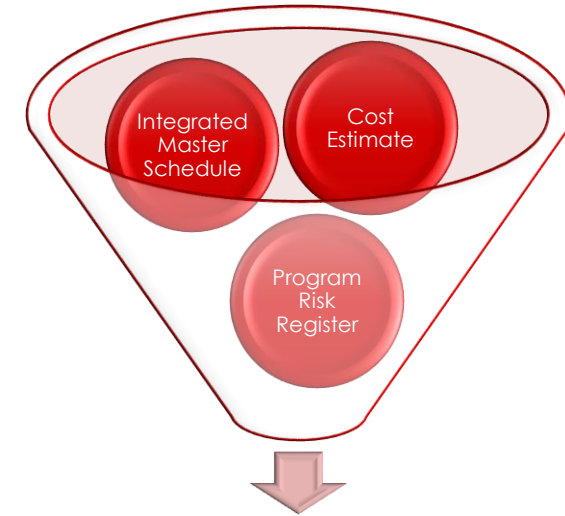 Integrated
Master
Schedule
Cost
Estimate
Program
Risk
Register